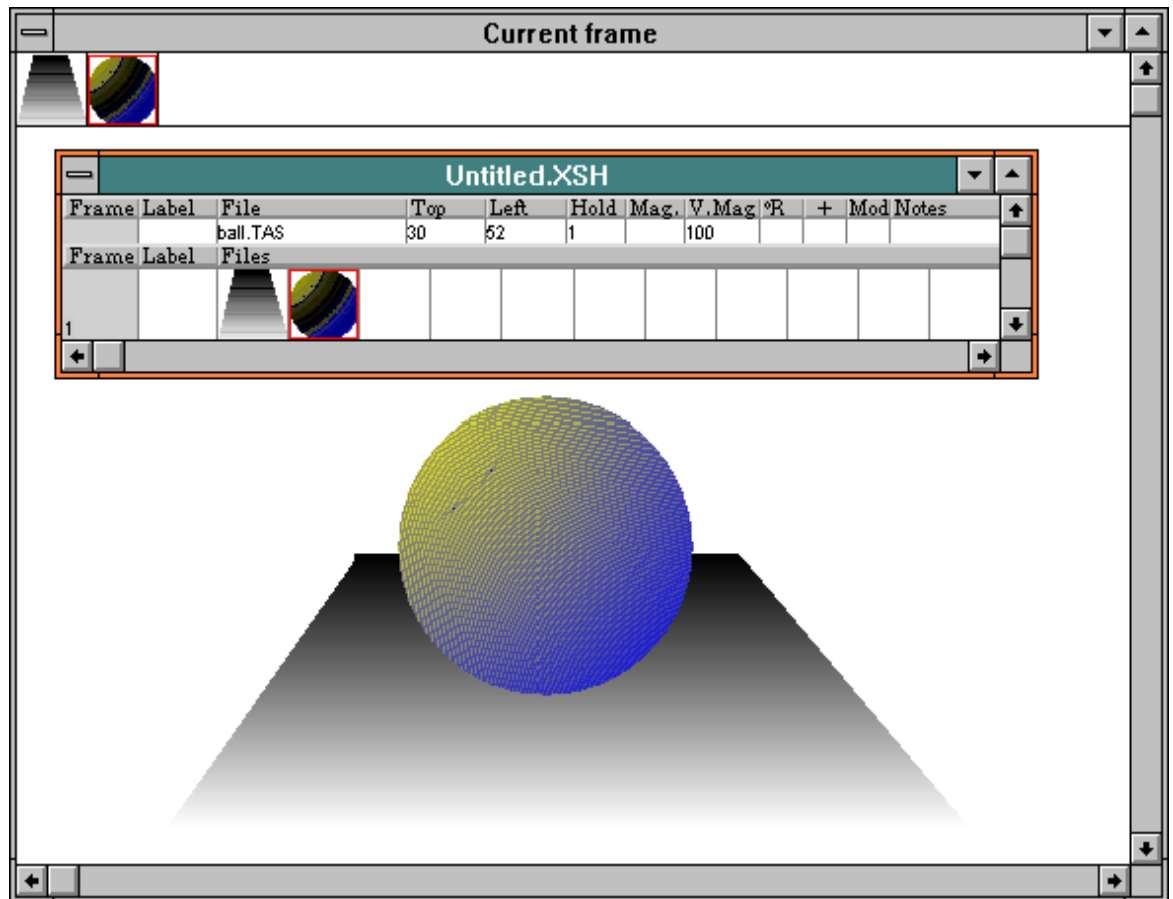 Current frame
Untitled.XSH
Frame Label File Top Left Hold Mag. V.Mag ºR + Mod Notes
ball.TAS 30 52 1 100
Frame Label Files
1